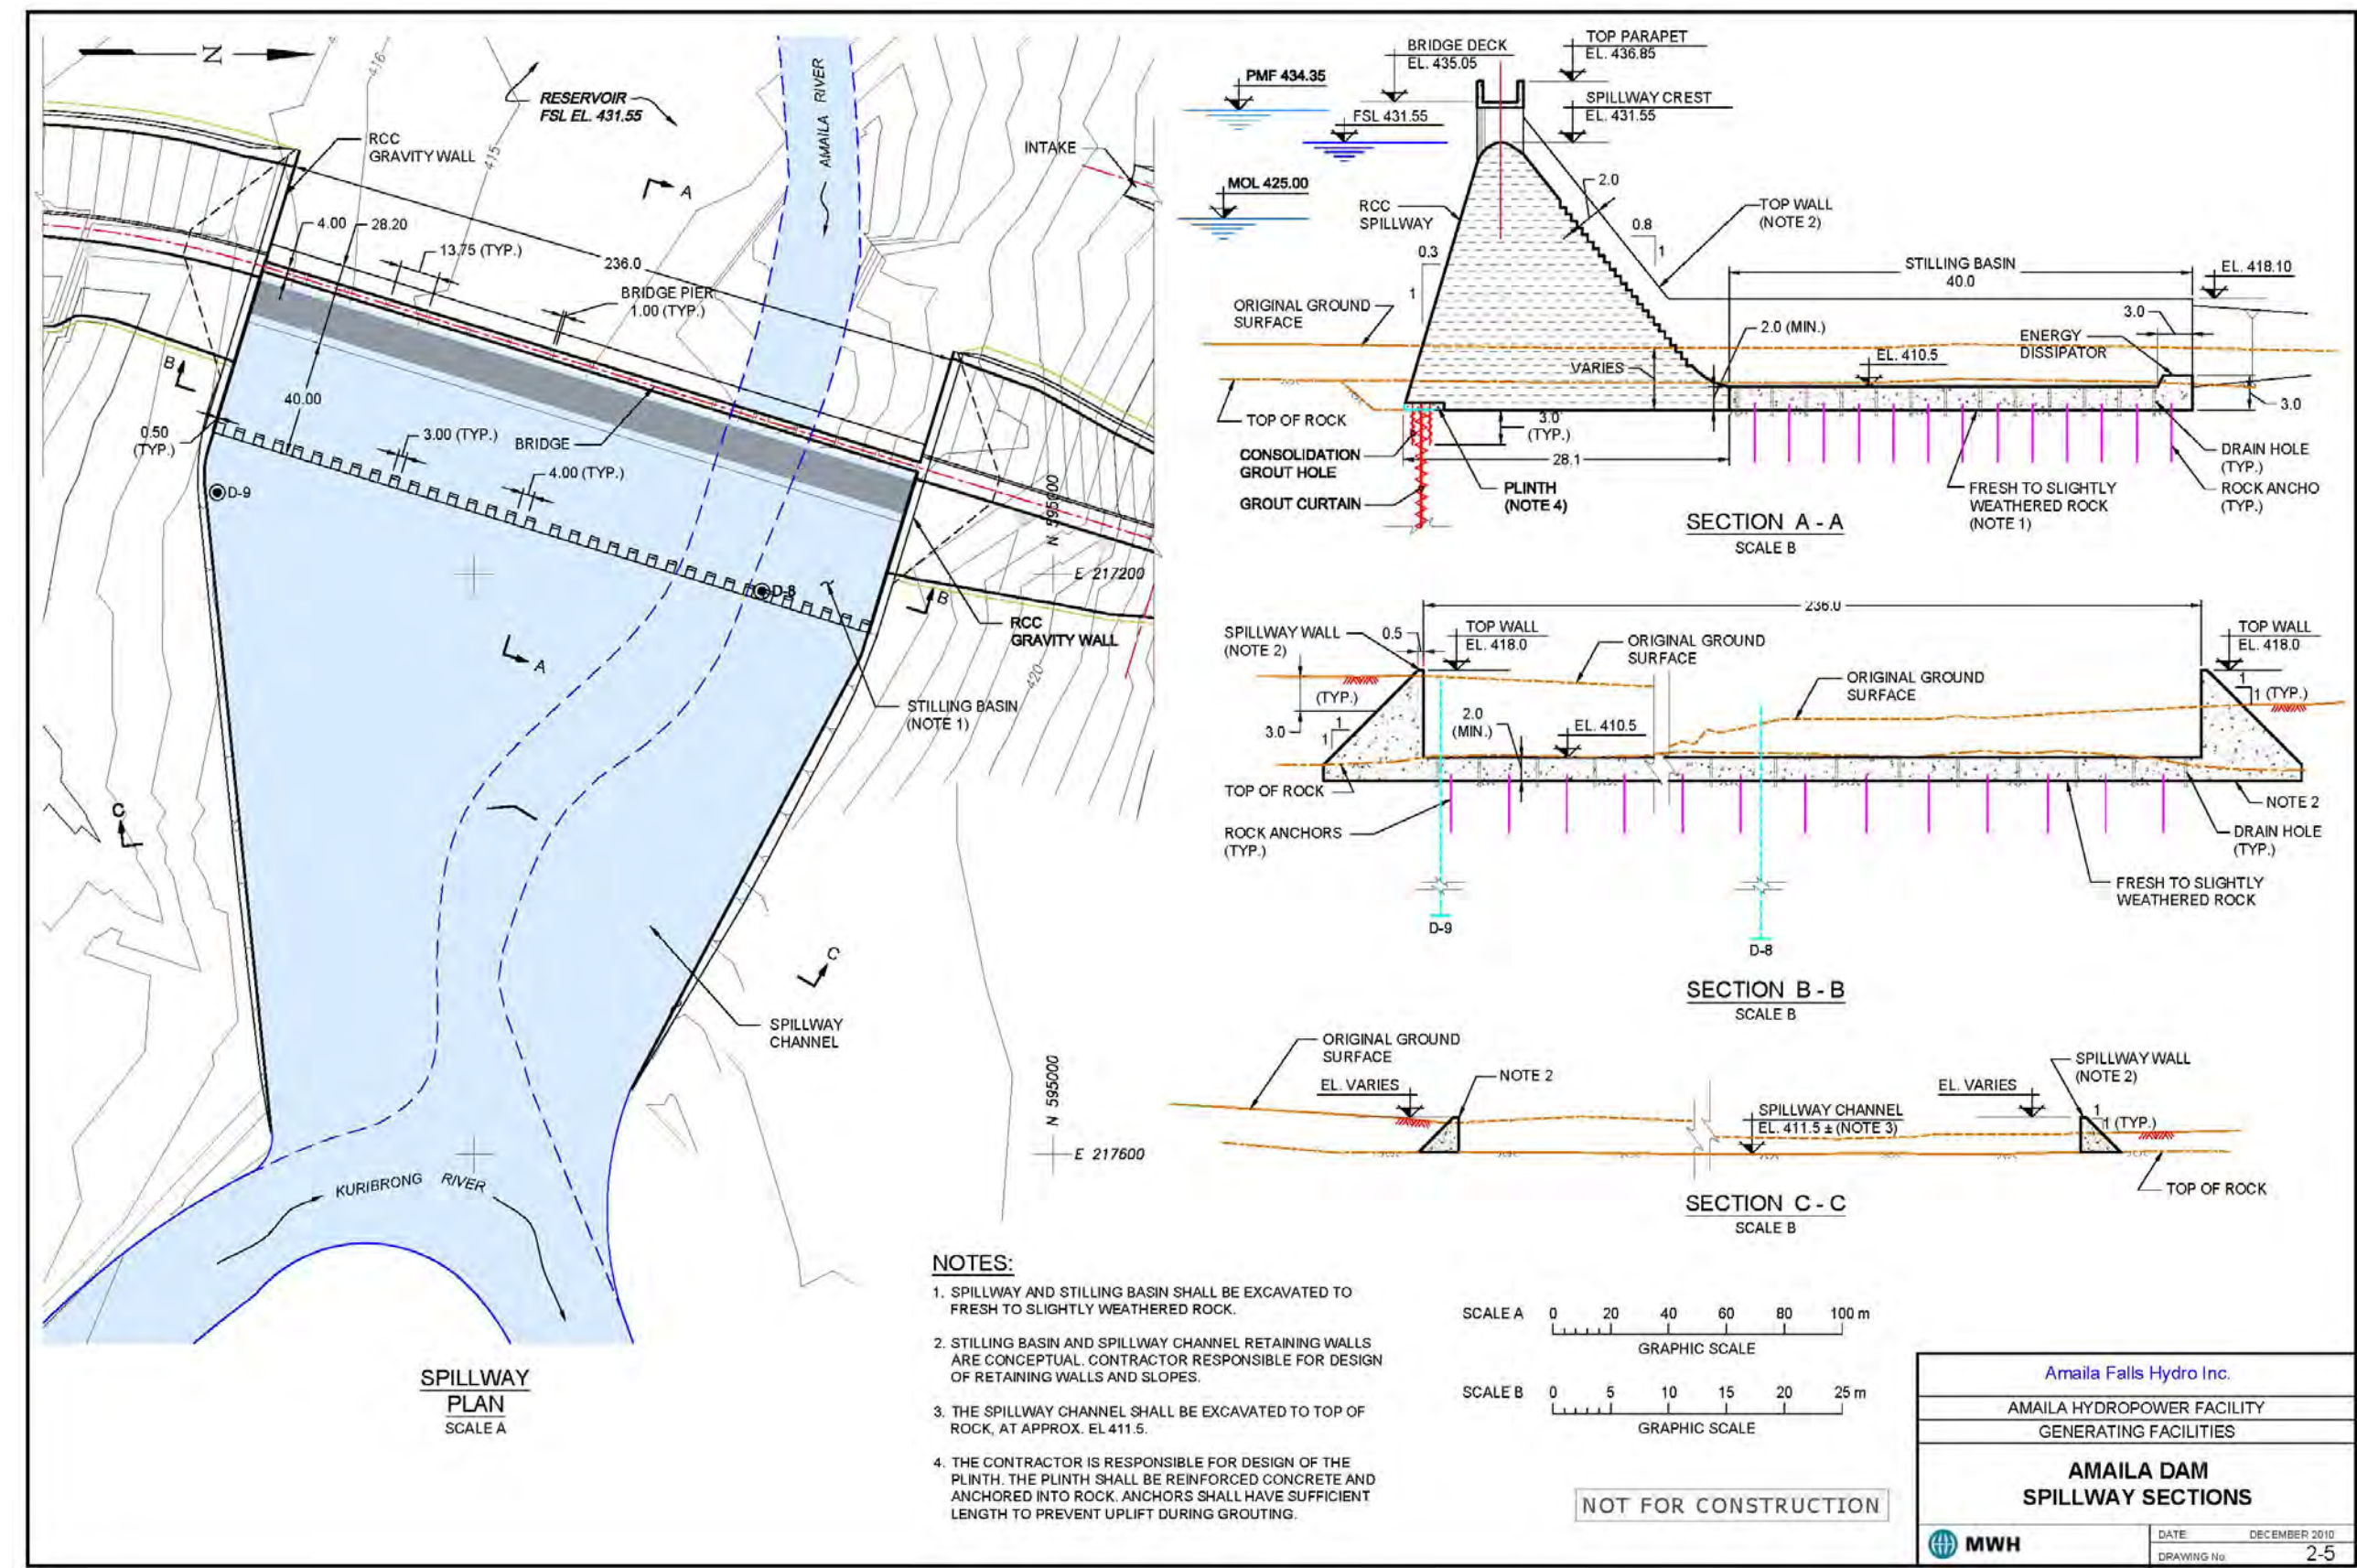 N
416
RESERVOIR
FSL EL. 431.55
AMAILA RIVER
RCC
GRAVITY WALL
415
INTAKE
A
4.00
28.20
13.75 (TYP.)
236.0
BRIDGE PIER
1.00 (TYP.)
B
40.00
0.50
(TYP.)
3.00 (TYP.)
BRIDGE
4.00 (TYP.)
D-9
N 595000
E 217200
D-8
B
RCC
GRAVITY WALL
A
420
STILLING BASIN
(NOTE 1)
C
C
SPILLWAY
CHANNEL
N 595000
E 217600
KURIBRONG RIVER
SPILLWAY
PLAN
SCALE A
BRIDGE DECK
EL. 435.05
TOP PARAPET
EL. 436.85
PMF 434.35
SPILLWAY CREST
EL. 431.55
FSL 431.55
MOL 425.00
2.0
RCC
SPILLWAY
TOP WALL
(NOTE 2)
0.8
1
0.3
1
STILLING BASIN
40.0
EL. 418.10
ORIGINAL GROUND
SURFACE
2.0 (MIN.)
3.0
ENERGY
DISSIPATOR
EL. 410.5
VARIES
TOP OF ROCK
3.0
(TYP.)
3.0
CONSOLIDATION
GROUT HOLE
28.1
DRAIN HOLE
(TYP.)
GROUT CURTAIN
PLINTH
(NOTE 4)
FRESH TO SLIGHTLY
WEATHERED ROCK
(NOTE 1)
ROCK ANCHO
(TYP.)
SECTION A - A
SCALE B
236.0
SPILLWAY WALL
(NOTE 2)
0.5
TOP WALL
EL. 418.0
ORIGINAL GROUND
SURFACE
TOP WALL
EL. 418.0
ORIGINAL GROUND
SURFACE
(TYP.)
1
1 (TYP.)
3.0
1
1
2.0
(MIN.)
EL. 410.5
TOP OF ROCK
NOTE 2
ROCK ANCHORS
(TYP.)
DRAIN HOLE
(TYP.)
FRESH TO SLIGHTLY
WEATHERED ROCK
D-9
D-8
SECTION B - B
SCALE B
ORIGINAL GROUND
SURFACE
EL. VARIES
NOTE 2
EL. VARIES
SPILLWAY WALL
(NOTE 2)
SPILLWAY CHANNEL
EL. 411.5 ± (NOTE 3)
1
1 (TYP.)
TOP OF ROCK
SECTION C - C
SCALE B
NOTES:
1. SPILLWAY AND STILLING BASIN SHALL BE EXCAVATED TO
FRESH TO SLIGHTLY WEATHERED ROCK.
2. STILLING BASIN AND SPILLWAY CHANNEL RETAINING WALLS
ARE CONCEPTUAL. CONTRACTOR RESPONSIBLE FOR DESIGN
OF RETAINING WALLS AND SLOPES.
3. THE SPILLWAY CHANNEL SHALL BE EXCAVATED TO TOP OF
ROCK, AT APPROX. EL 411.5.
4. THE CONTRACTOR IS RESPONSIBLE FOR DESIGN OF THE
PLINTH. THE PLINTH SHALL BE REINFORCED CONCRETE AND
ANCHORED INTO ROCK. ANCHORS SHALL HAVE SUFFICIENT
LENGTH TO PREVENT UPLIFT DURING GROUTING.
SCALE A 0 20 40 60 80 100 m
GRAPHIC SCALE
SCALE B 0 5 10 15 20 25 m
GRAPHIC SCALE
NOT FOR CONSTRUCTION
Amaila Falls Hydro Inc.
AMAILA HYDROPOWER FACILITY
GENERATING FACILITIES
AMAILA DAM
SPILLWAY SECTIONS
MWH
DATE: DECEMBER 2010
DRAWING No. 2-5